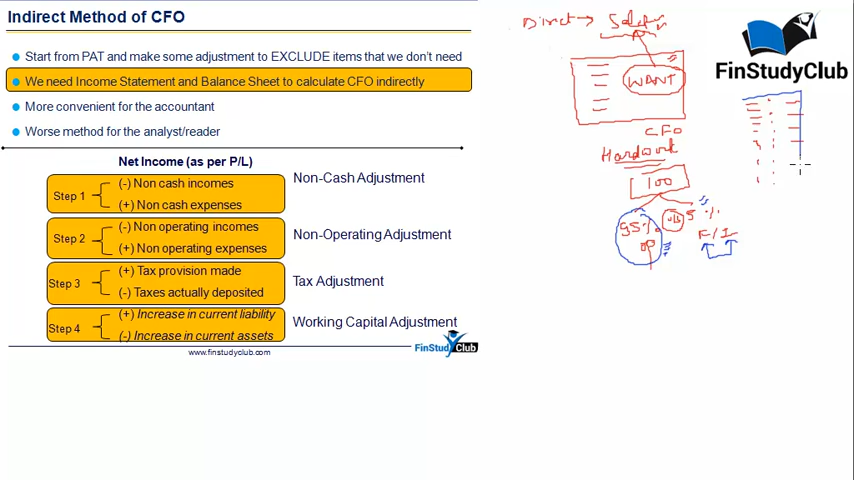 Indirect Method of CFO
Start from PAT and make some adjustment to EXCLUDE items that we don't need
We need Income Statement and Balance Sheet to calculate CFO indirectly
More convenient for the accountant
Worse method for the analyst/reader
Net Income (as per P/L)
Step 1
(-) Non cash incomes
(+) Non cash expenses
Non-Cash Adjustment
Step 2
(-) Non operating incomes
(+) Non operating expenses
Non-Operating Adjustment
Step 3
(+) Tax provision made
(-) Taxes actually deposited
Tax Adjustment
Step 4
(+) Increase in current liability
(-) Increase in current assets
Working Capital Adjustment
www.finstudyclub.com
FinStudyClub
Direct →
WANT
CFO
Hardwork
100
95%
5 %
F/I
FinStudyClub